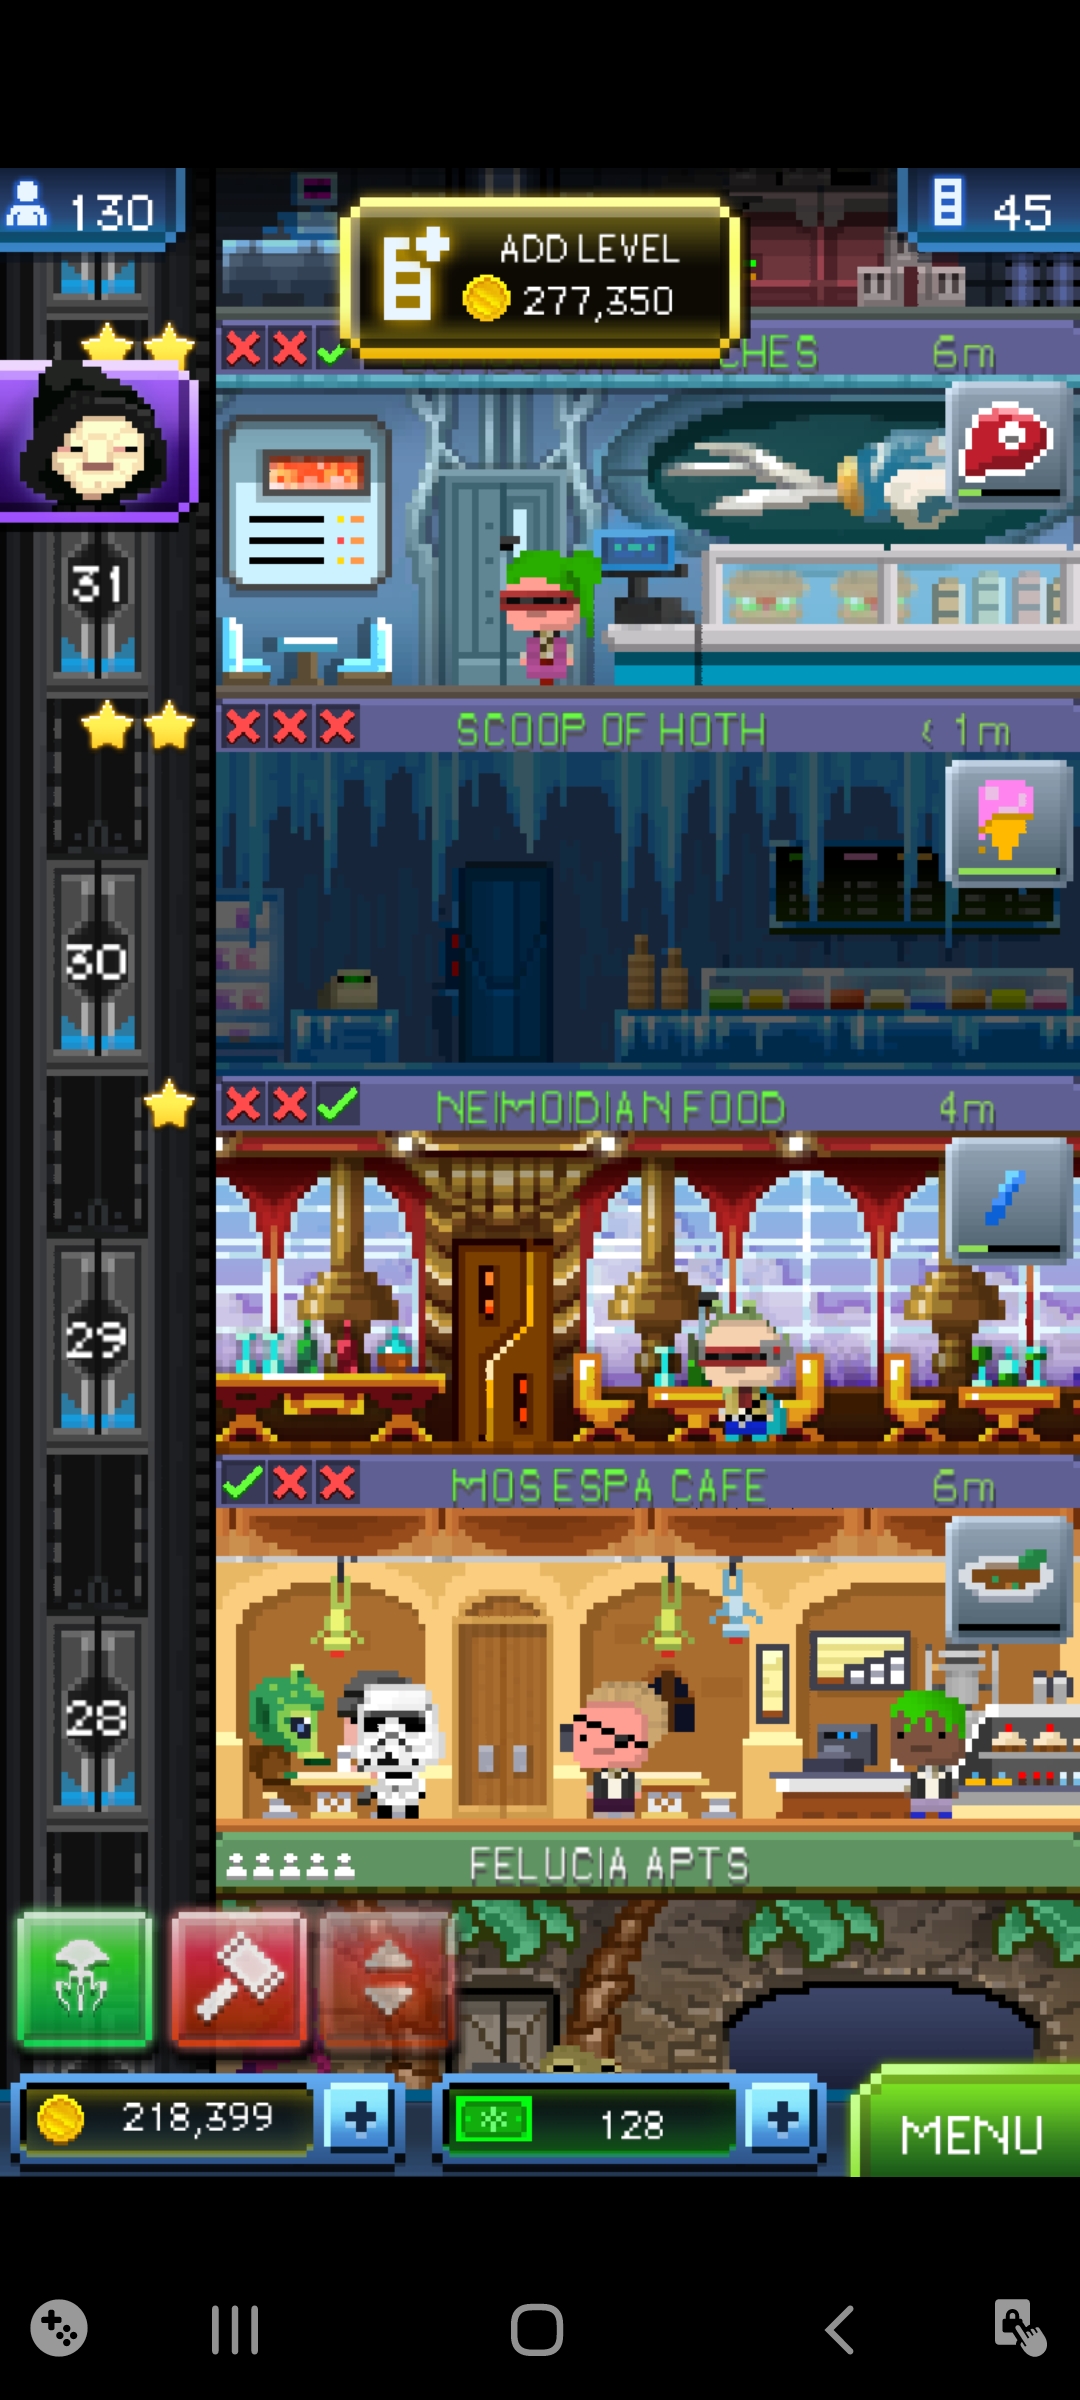 130
45
ADD LEVEL
277,350
CHES 6m
31
SCOOP OF HOTH < 1m
30
NEIMOIDIAN FOOD 4m
29
MOS ESPA CAFE 6m
28
FELUCIA APTS
218,399
128
MENU